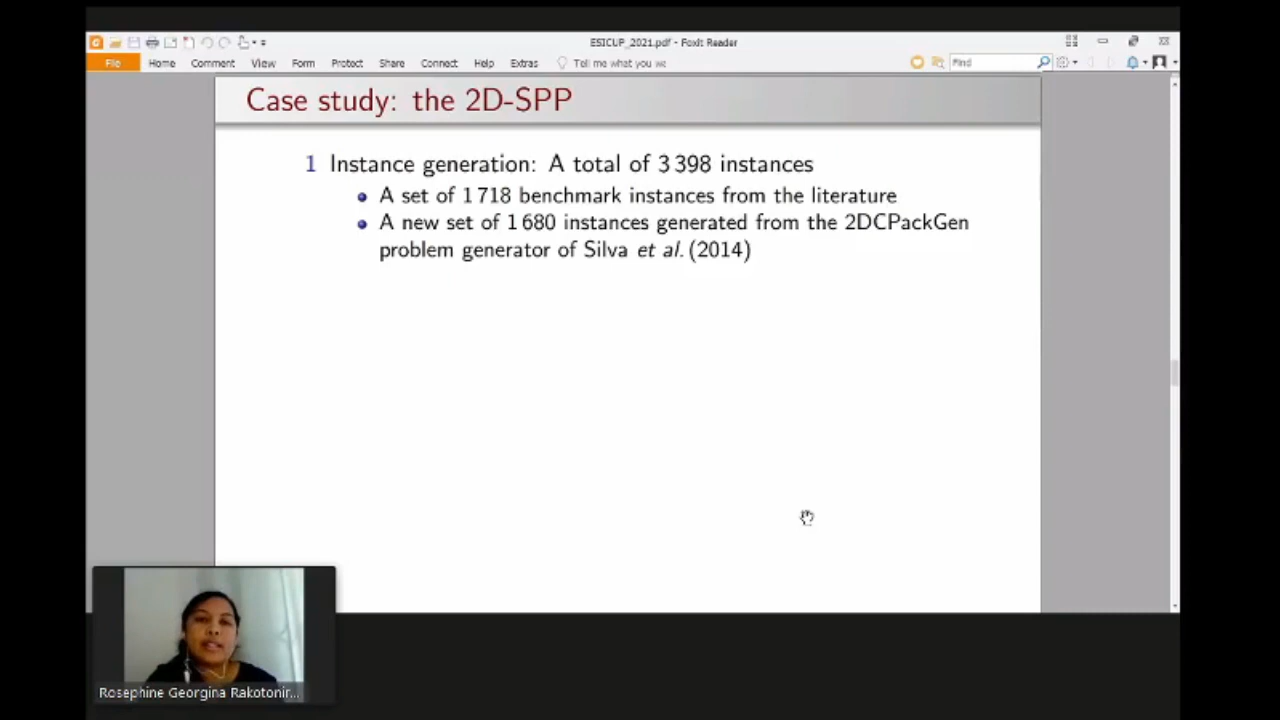 ESICUP_2021.pdf - Foxit Reader
File Home Comment View Form Protect Share Connect Help Extras Tell me what you we Find
Case study: the 2D-SPP
1 Instance generation: A total of 3 398 instances
A set of 1 718 benchmark instances from the literature
A new set of 1 680 instances generated from the 2DCPackGen
problem generator of Silva et al. (2014)
Rosephine Georgina Rakotonir...